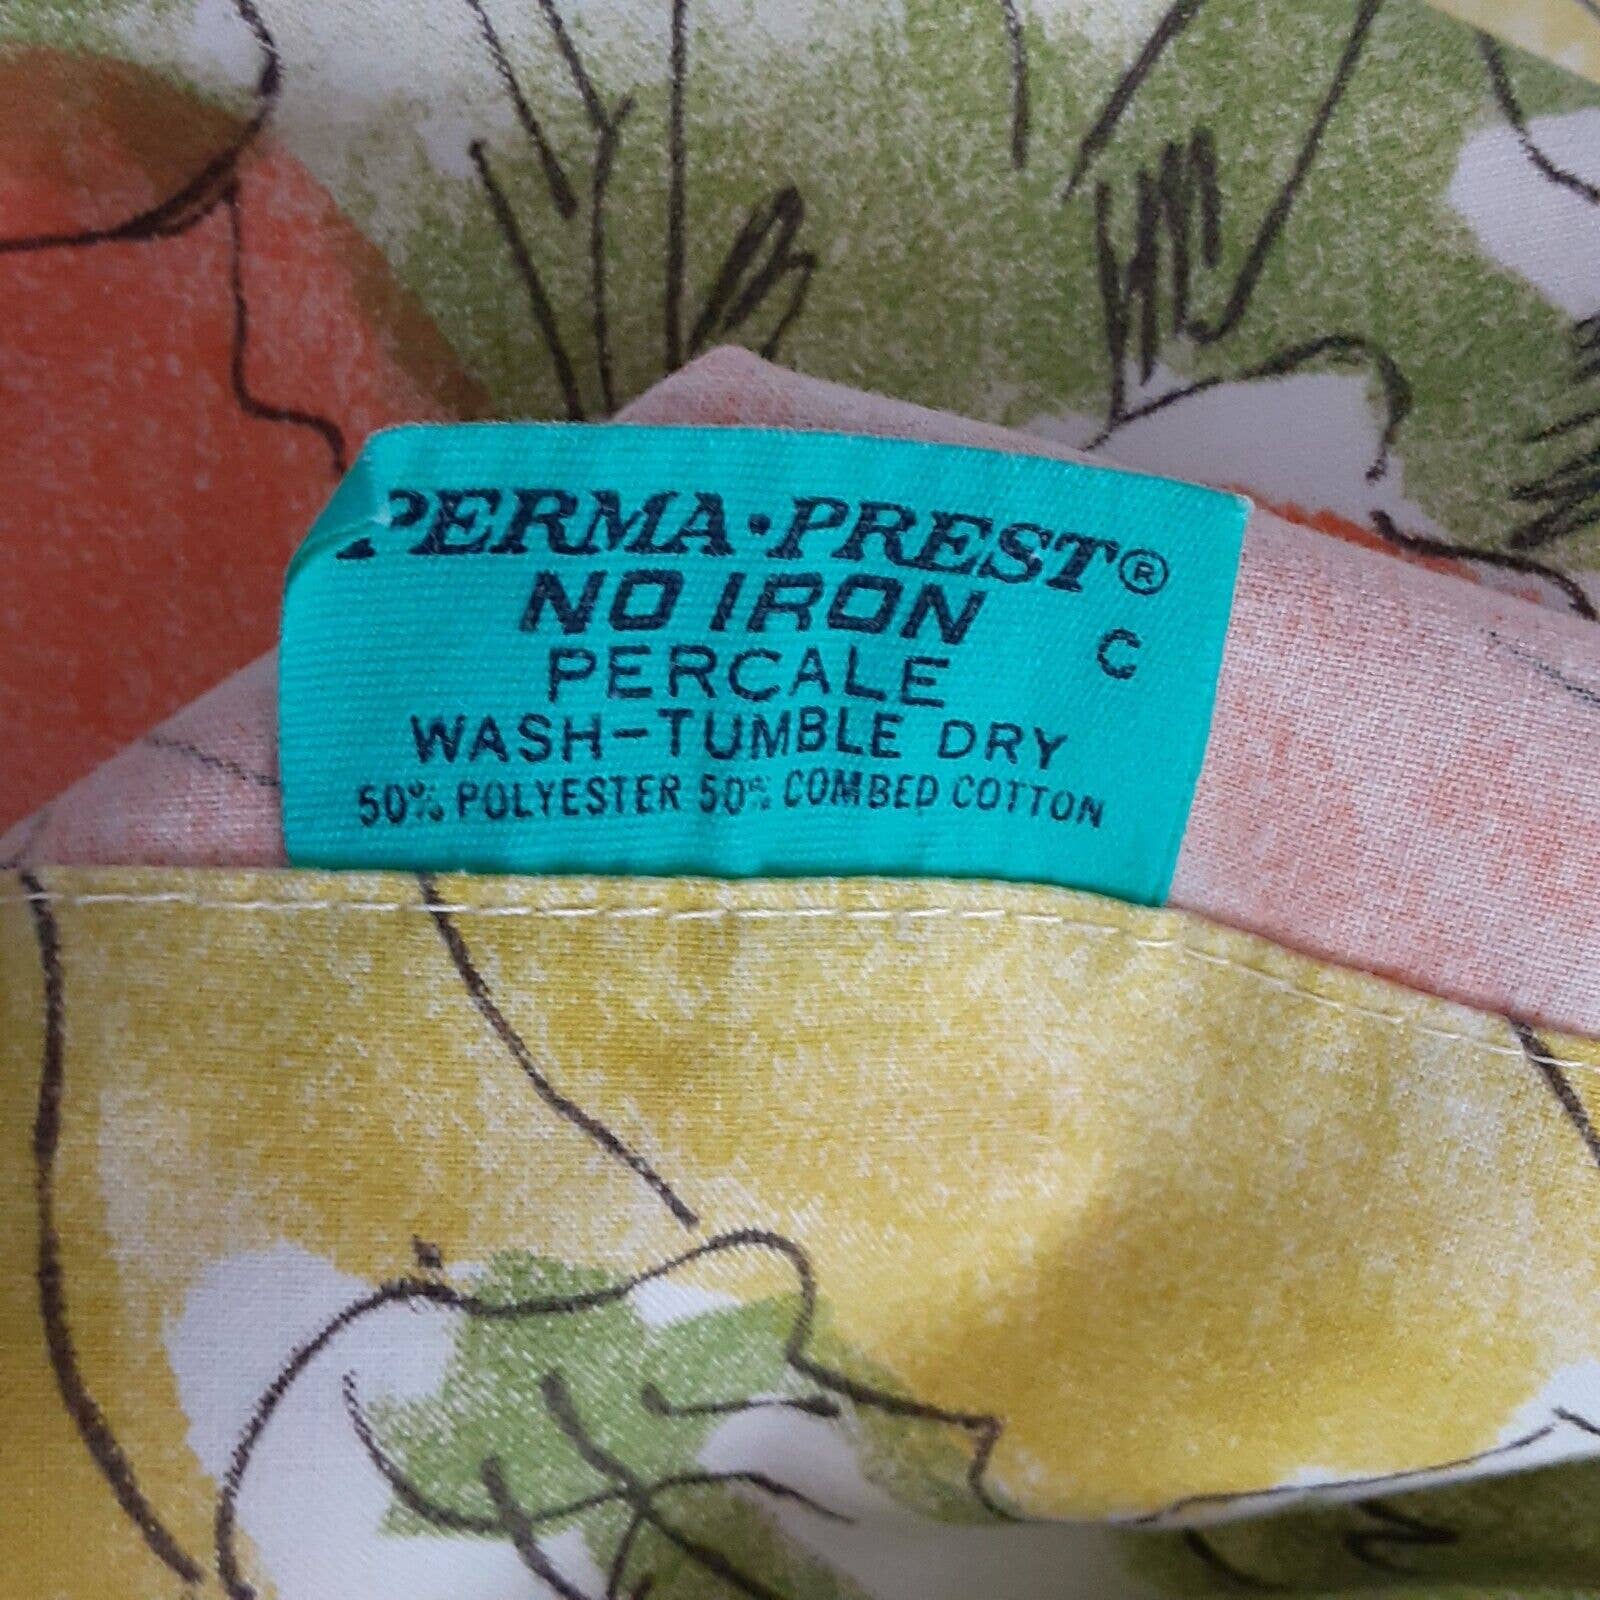 PERMA·PREST®
NO IRON
C
PERCALE
WASH-TUMBLE DRY
50% POLYESTER 50% COMBED COTTON